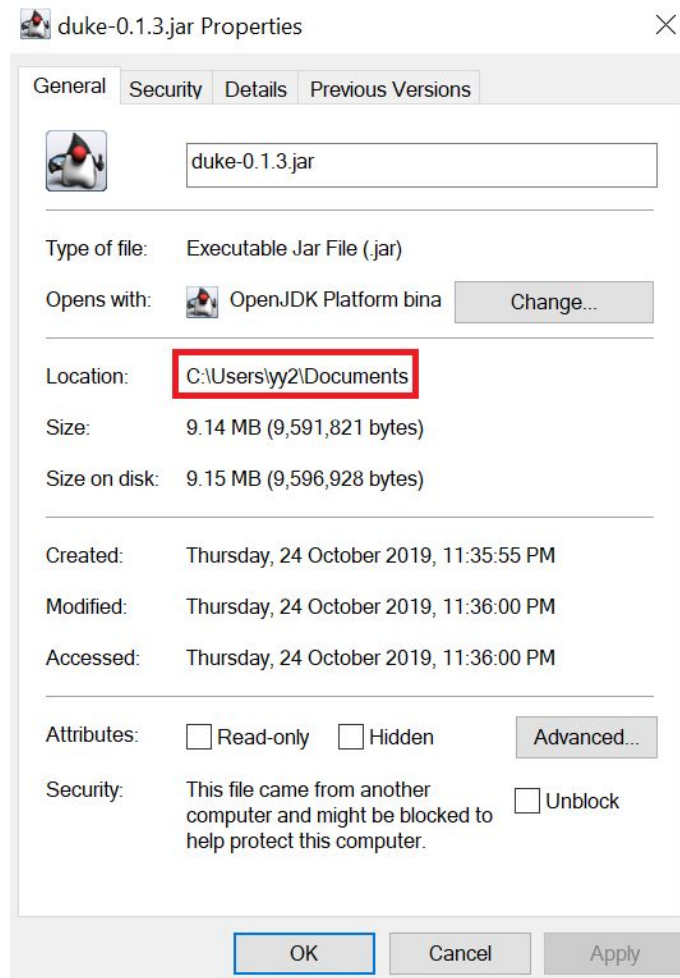 duke-0.1.3.jar Properties
General Security Details Previous Versions
duke-0.1.3.jar
Type of file: Executable Jar File (.jar)
Opens with: OpenJDK Platform bina Change...
Location: C:\Users\yy2\Documents
Size: 9.14 MB (9,591,821 bytes)
Size on disk: 9.15 MB (9,596,928 bytes)
Created: Thursday, 24 October 2019, 11:35:55 PM
Modified: Thursday, 24 October 2019, 11:36:00 PM
Accessed: Thursday, 24 October 2019, 11:36:00 PM
Attributes: Read-only Hidden Advanced...
Security: This file came from another
computer and might be blocked to Unblock
help protect this computer.
OK Cancel Apply